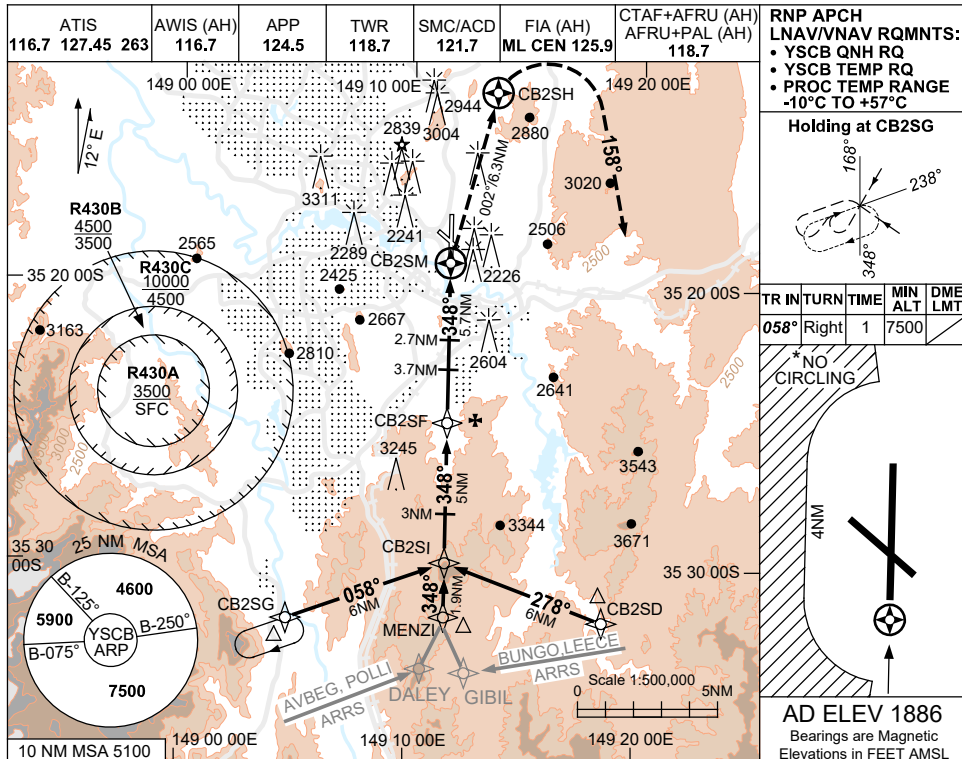 ATIS
116.7 127.45 263
AWIS (AH)
116.7
APP
124.5
TWR
118.7
SMC/ACD
121.7
FIA (AH)
ML CEN 125.9
CTAF+AFRU (AH)
AFRU+PAL (AH)
118.7
RNP APCH
LNAV/VNAV RQMNTS:
• YSCB QNH RQ
• YSCB TEMP RQ
• PROC TEMP RANGE
-10°C TO +57°C
149 00 00E
149 10 00E
149 20 00E
12° E
2944
3004
CB2SH
2880
2839
158°
002°/6.3NM
3311
3020
2241
2289
2506
2500
R430B
4500
3500
2565
CB2SM
2226
R430C
10000
4500
35 20 00S
35 20 00S
2425
348°
5.7NM
2667
2.7NM
3163
2604
2810
3.7NM
R430A
3500
SFC
2641
2500
CB2SF
3245
348°
5NM
3543
3000
2500
3NM
3344
3671
35 30
00S
25 NM MSA
CB2SI
35 30 00S
4600
B-125°
5900
YSCB
ARP
B-250°
B-075°
7500
CB2SG
058°
6NM
348°
1.9NM
278°
6NM
CB2SD
MENZI
AVBEG, POLLI
ARRS
DALEY
GIBIL
BUNGO,LEECE
ARRS
Scale 1:500,000
0
5NM
10 NM MSA 5100
149 00 00E
149 10 00E
149 20 00E
Holding at CB2SG
168°
238°
348°
TR IN
TURN
TIME
MIN
ALT
DME
LMT
058°
Right
1
7500
*NO
CIRCLING
4NM
AD ELEV 1886
Bearings are Magnetic
Elevations in FEET AMSL